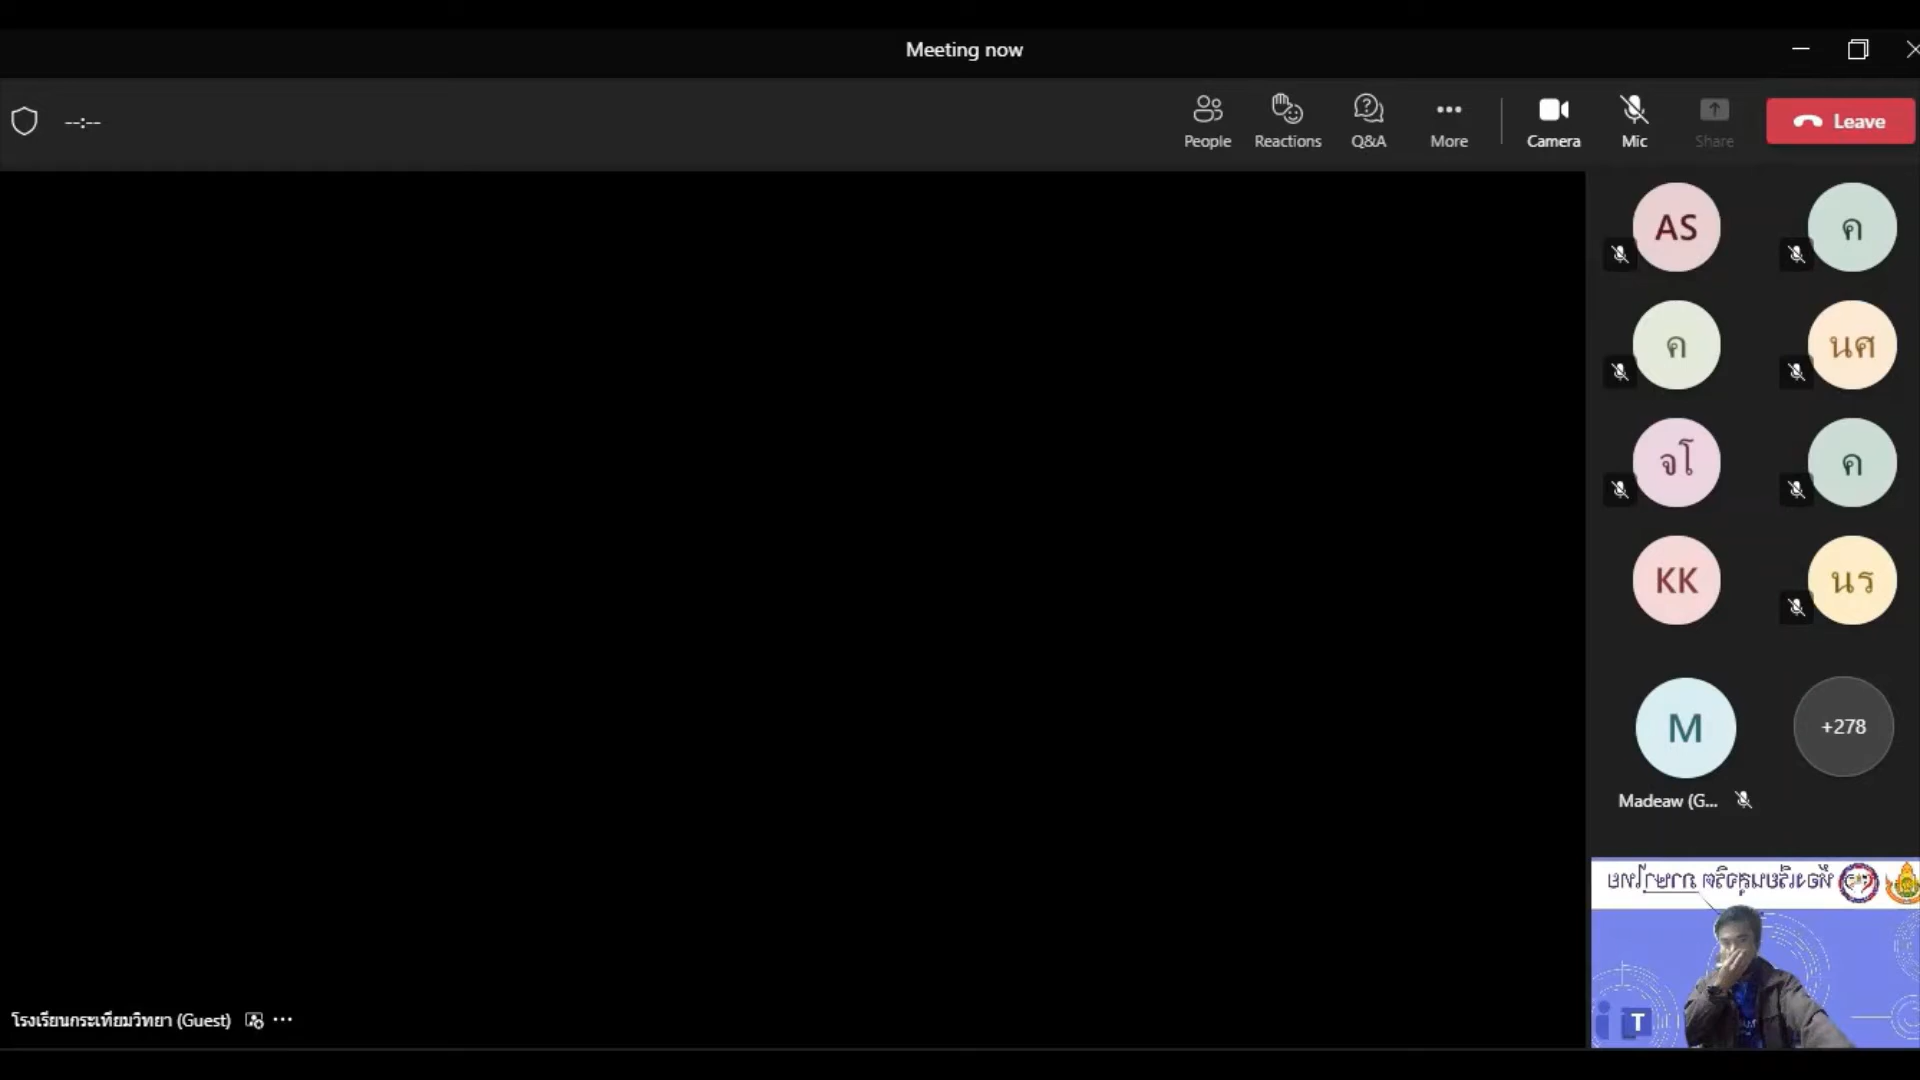 Meeting now
--:--
People
Reactions
Q&A
More
Camera
Mic
Share
Leave
AS
ค
ค
นศ
จโ
ค
KK
นร
M
+278
Madeaw (G...
โรงเรียนกระเทียมวิทยา (Guest)
T